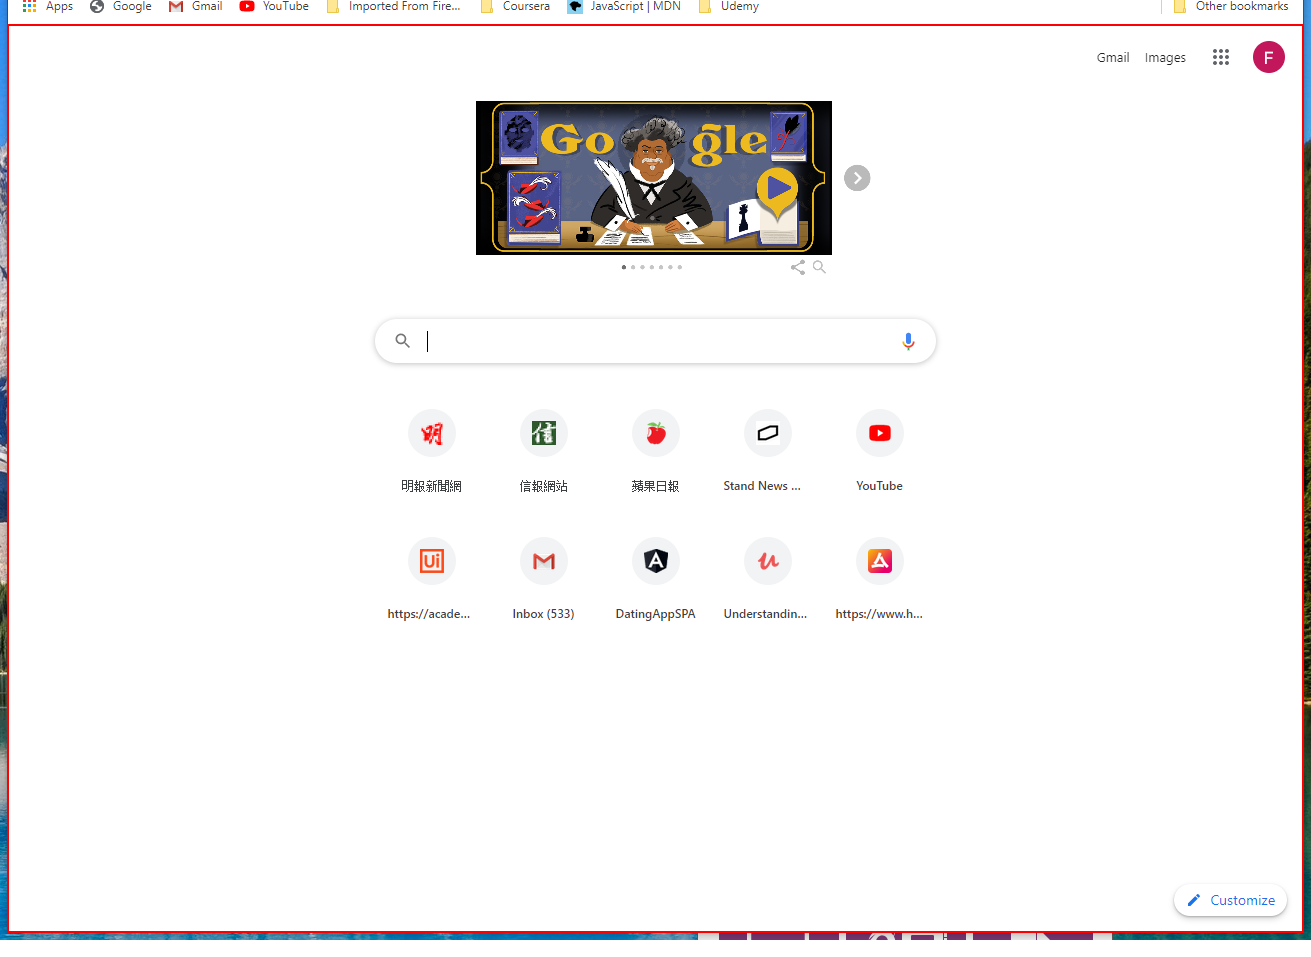 Apps Google Gmail YouTube Imported From Fire... Coursera JavaScript | MDN Udemy Other bookmarks
Gmail Images F
Google
明報新聞網 信報網站 蘋果日報 Stand News ... YouTube
https://acade... Inbox (533) DatingAppSPA Understandin... https://www.h...
Customize